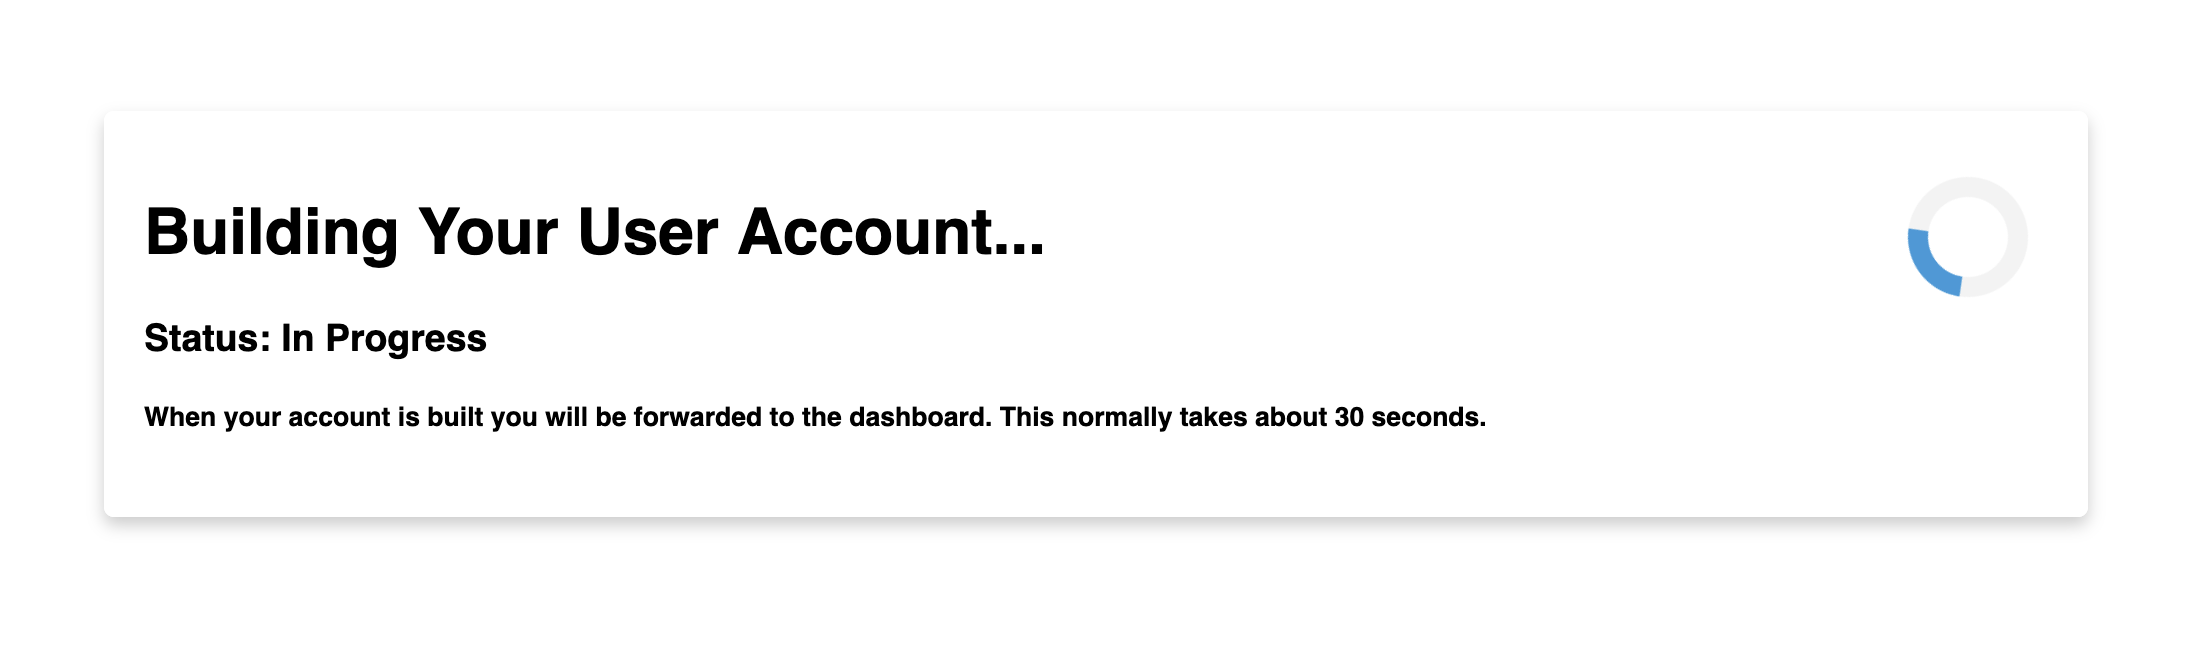 Building Your User Account...
Status: In Progress
When your account is built you will be forwarded to the dashboard. This normally takes about 30 seconds.